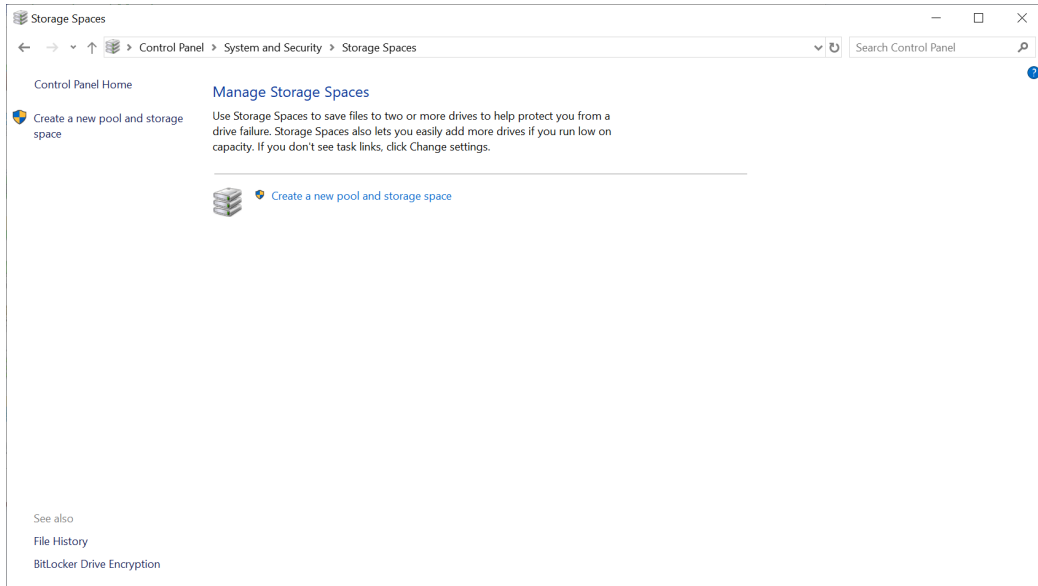 Storage Spaces
Control Panel > System and Security > Storage Spaces
Search Control Panel
?
Control Panel Home
Create a new pool and storage
space
Manage Storage Spaces
Use Storage Spaces to save files to two or more drives to help protect you from a
drive failure. Storage Spaces also lets you easily add more drives if you run low on
capacity. If you don't see task links, click Change settings.
Create a new pool and storage space
See also
File History
BitLocker Drive Encryption